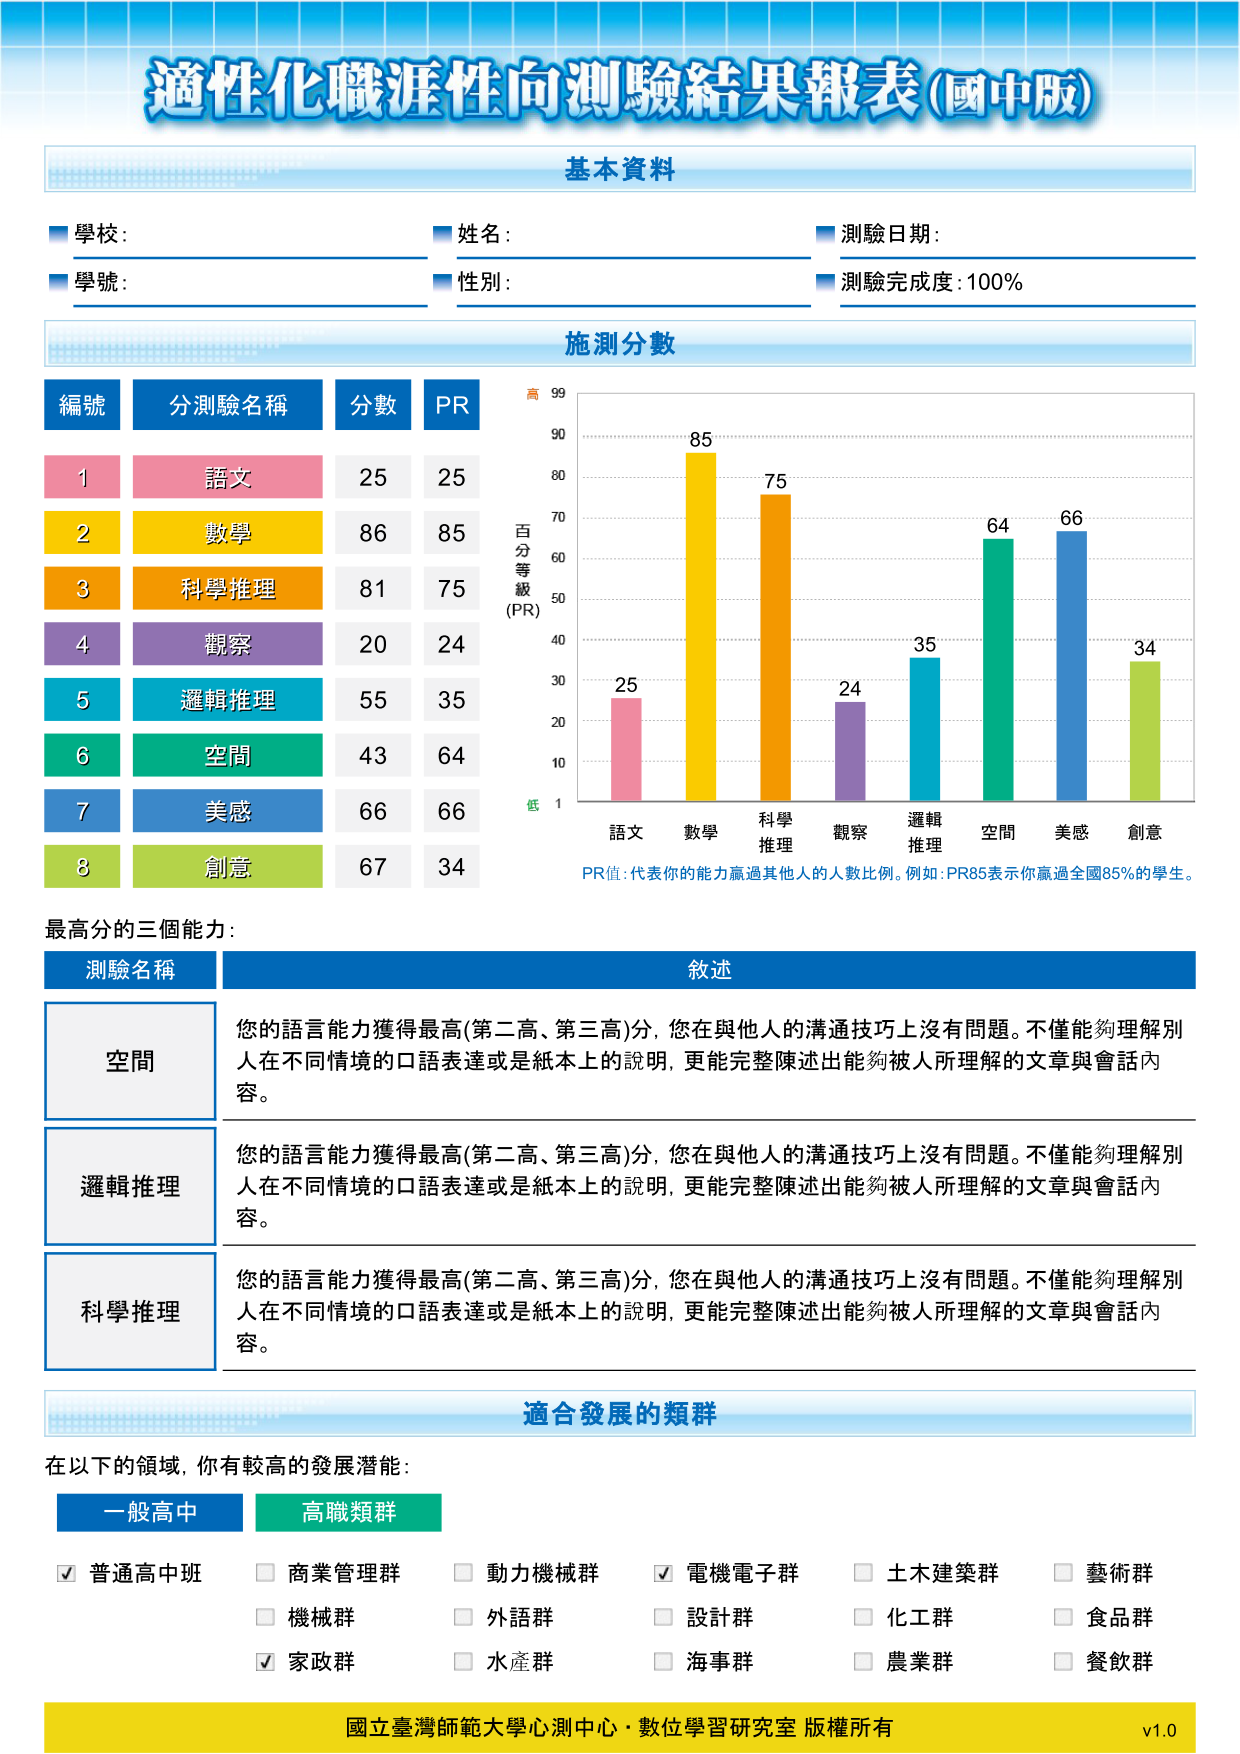 適性化職涯性向測驗結果報表(國中版)
基本資料
學校:
姓名:
測驗日期:
學號:
性別:
測驗完成度:100%
施測分數
編號 分測驗名稱 分數 PR
1 語文 25 25
2 數學 86 85
3 科學推理 81 75
4 觀察 20 24
5 邏輯推理 55 35
6 空間 43 64
7 美感 66 66
8 創意 67 34
高 99
90
80
70
60
50
40
30
20
10
低 1
百分等級(PR)
25 85 75 24 35 64 66 34
語文 數學 科學推理 觀察 邏輯推理 空間 美感 創意
PR值:代表你的能力贏過其他人的人數比例。例如:PR85表示你贏過全國85%的學生。
最高分的三個能力:
測驗名稱 敘述
空間
您的語言能力獲得最高(第二高、第三高)分,您在與他人的溝通技巧上沒有問題。不僅能夠理解別
人在不同情境的口語表達或是紙本上的說明,更能完整陳述出能夠被人所理解的文章與會話內
容。
邏輯推理
您的語言能力獲得最高(第二高、第三高)分,您在與他人的溝通技巧上沒有問題。不僅能夠理解別
人在不同情境的口語表達或是紙本上的說明,更能完整陳述出能夠被人所理解的文章與會話內
容。
科學推理
您的語言能力獲得最高(第二高、第三高)分,您在與他人的溝通技巧上沒有問題。不僅能夠理解別
人在不同情境的口語表達或是紙本上的說明,更能完整陳述出能夠被人所理解的文章與會話內
容。
適合發展的類群
在以下的領域,你有較高的發展潛能:
一般高中 高職類群
普通高中班 商業管理群 動力機械群 電機電子群 土木建築群 藝術群
機械群 外語群 設計群 化工群 食品群
家政群 水產群 海事群 農業群 餐飲群
國立臺灣師範大學心測中心・數位學習研究室 版權所有
v1.0